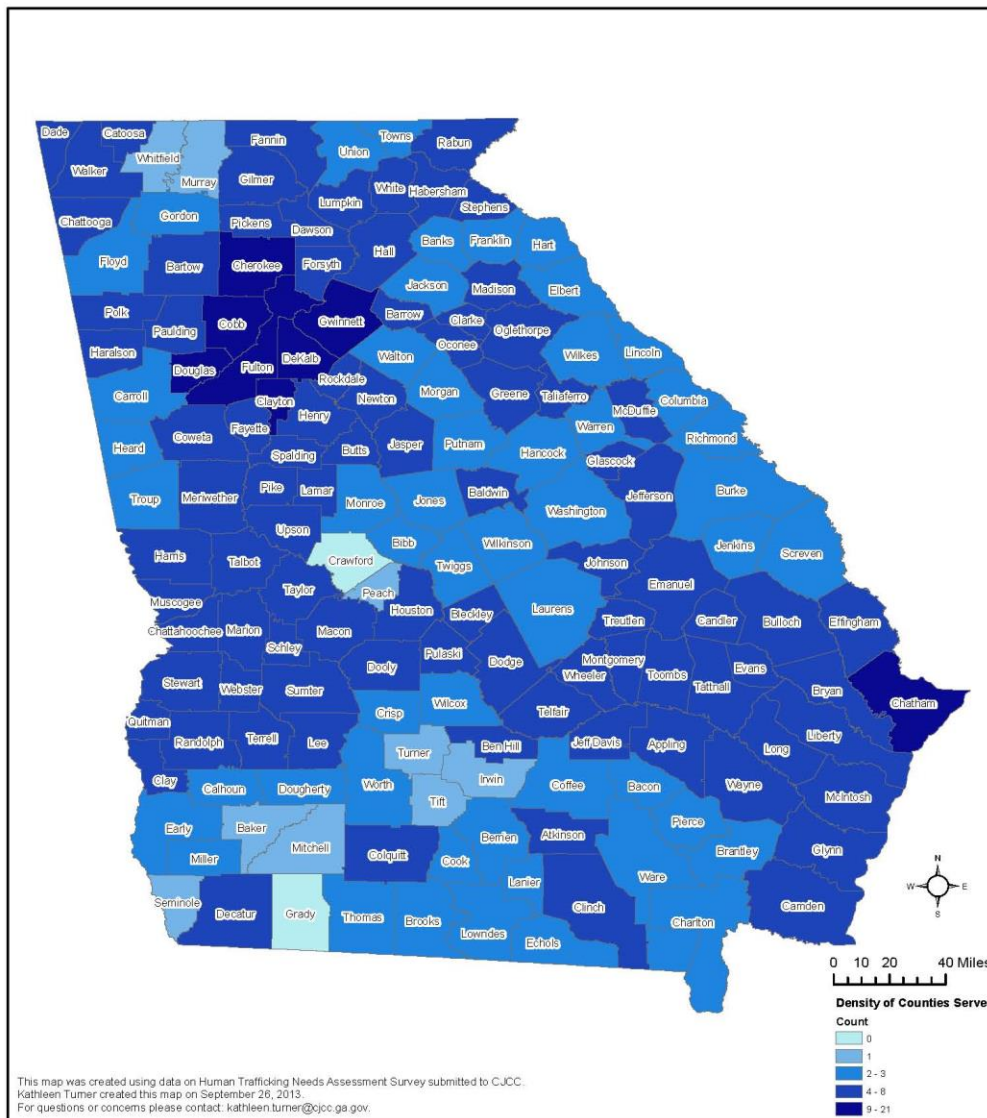 Dade
Catoosa
Fannin
Towns
Union
Rabun
Whitfield
Walker
Murray
Gilmer
White
Habersham
Lumpkin
Stephens
Chattooga
Gordon
Pickens
Dawson
Banks
Franklin
Hart
Hall
Floyd
Bartow
Cherokee
Forsyth
Jackson
Madison
Elbert
Polk
Paulding
Cobb
Gwinnett
Barrow
Clarke
Oglethorpe
Oconee
Haralson
Douglas
Fulton
DeKalb
Walton
Wilkes
Lincoln
Rockdale
Carroll
Clayton
Newton
Morgan
Greene
Taliaferro
Columbia
McDuffie
Henry
Fayette
Coweta
Warren
Richmond
Heard
Spalding
Butts
Jasper
Putnam
Hancock
Glascock
Troup
Meriwether
Pike
Lamar
Monroe
Jones
Baldwin
Jefferson
Burke
Washington
Upson
Bibb
Wilkinson
Jenkins
Screven
Harris
Talbot
Crawford
Twiggs
Johnson
Taylor
Peach
Emanuel
Muscogee
Houston
Bleckley
Laurens
Treutlen
Candler
Bulloch
Effingham
Chattahoochee
Marion
Macon
Schley
Dooly
Pulaski
Dodge
Montgomery
Wheeler
Toombs
Evans
Tattnall
Bryan
Chatham
Stewart
Webster
Sumter
Crisp
Wilcox
Telfair
Quitman
Randolph
Terrell
Lee
Turner
Ben Hill
Jeff Davis
Appling
Long
Liberty
Clay
Calhoun
Dougherty
Worth
Irwin
Coffee
Bacon
Wayne
McIntosh
Tift
Early
Baker
Mitchell
Berrien
Atkinson
Pierce
Brantley
Glynn
Miller
Colquitt
Cook
Lanier
Ware
Seminole
Decatur
Grady
Thomas
Brooks
Lowndes
Echols
Clinch
Charlton
Camden
N
W
E
S
0 10 20 40 Miles
Density of Counties Serve
Count
0
1
2 - 3
4 - 8
9 - 21
This map was created using data on Human Trafficking Needs Assessment Survey submitted to CJCC.
Kathleen Turner created this map on September 26, 2013.
For questions or concerns please contact: kathleen.turner@cjcc.ga.gov.